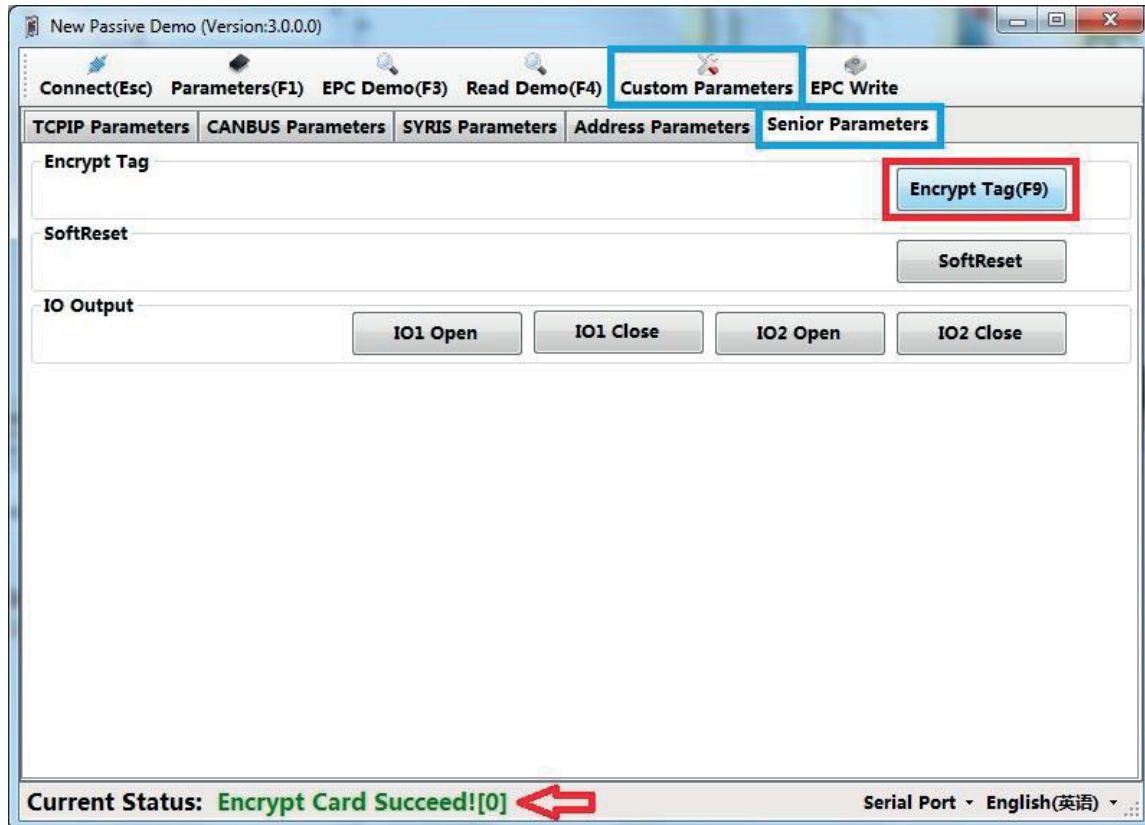 New Passive Demo (Version:3.0.0.0)
Connect(Esc) Parameters(F1) EPC Demo(F3) Read Demo(F4) Custom Parameters EPC Write
TCPIP Parameters CANBUS Parameters SYRIS Parameters Address Parameters Senior Parameters
Encrypt Tag
Encrypt Tag(F9)
SoftReset
SoftReset
IO Output
IO1 Open IO1 Close IO2 Open IO2 Close
Current Status: Encrypt Card Succeed![0] Serial Port English(英语)